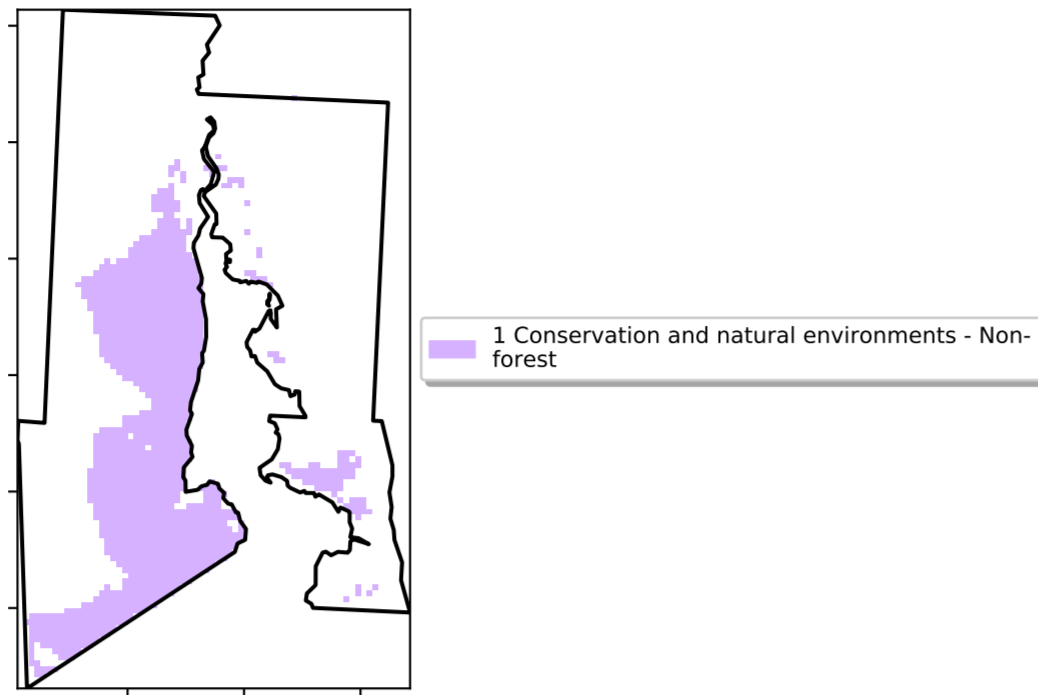 1 Conservation and natural environments - Non-
forest